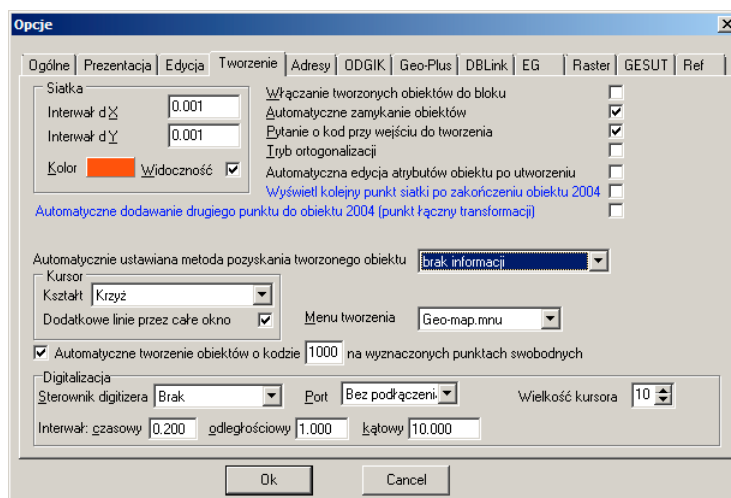 Opcje
Ogólne Prezentacja Edycja Tworzenie Adresy ODGIK Geo-Plus DBLink EG Raster GESUT Ref
Siatka
Interwał dX 0.001
Interwał dY 0.001
Kolor Widoczność
Włączanie tworzonych obiektów do bloku
Automatyczne zamykanie obiektów
Pytanie o kod przy wejściu do tworzenia
Tryb ortogonalizacji
Automatyczna edycja atrybutów obiektu po utworzeniu
Wyświetl kolejny punkt siatki po zakończeniu obiektu 2004
Automatyczne dodawanie drugiego punktu do obiektu 2004 (punkt łączny transformacji)
Automatycznie ustawiana metoda pozyskania tworzonego obiektu brak informacji
Kursor
Kształt Krzyż
Dodatkowe linie przez całe okno
Menu tworzenia Geo-map.mnu
Automatyczne tworzenie obiektów o kodzie 1000 na wyznaczonych punktach swobodnych
Digitalizacja
Sterownik digitizera Brak Port Bez podłączeni Wielkość kursora 10
Interwał: czasowy 0.200 odległościowy 1.000 kątowy 10.000
Ok Cancel